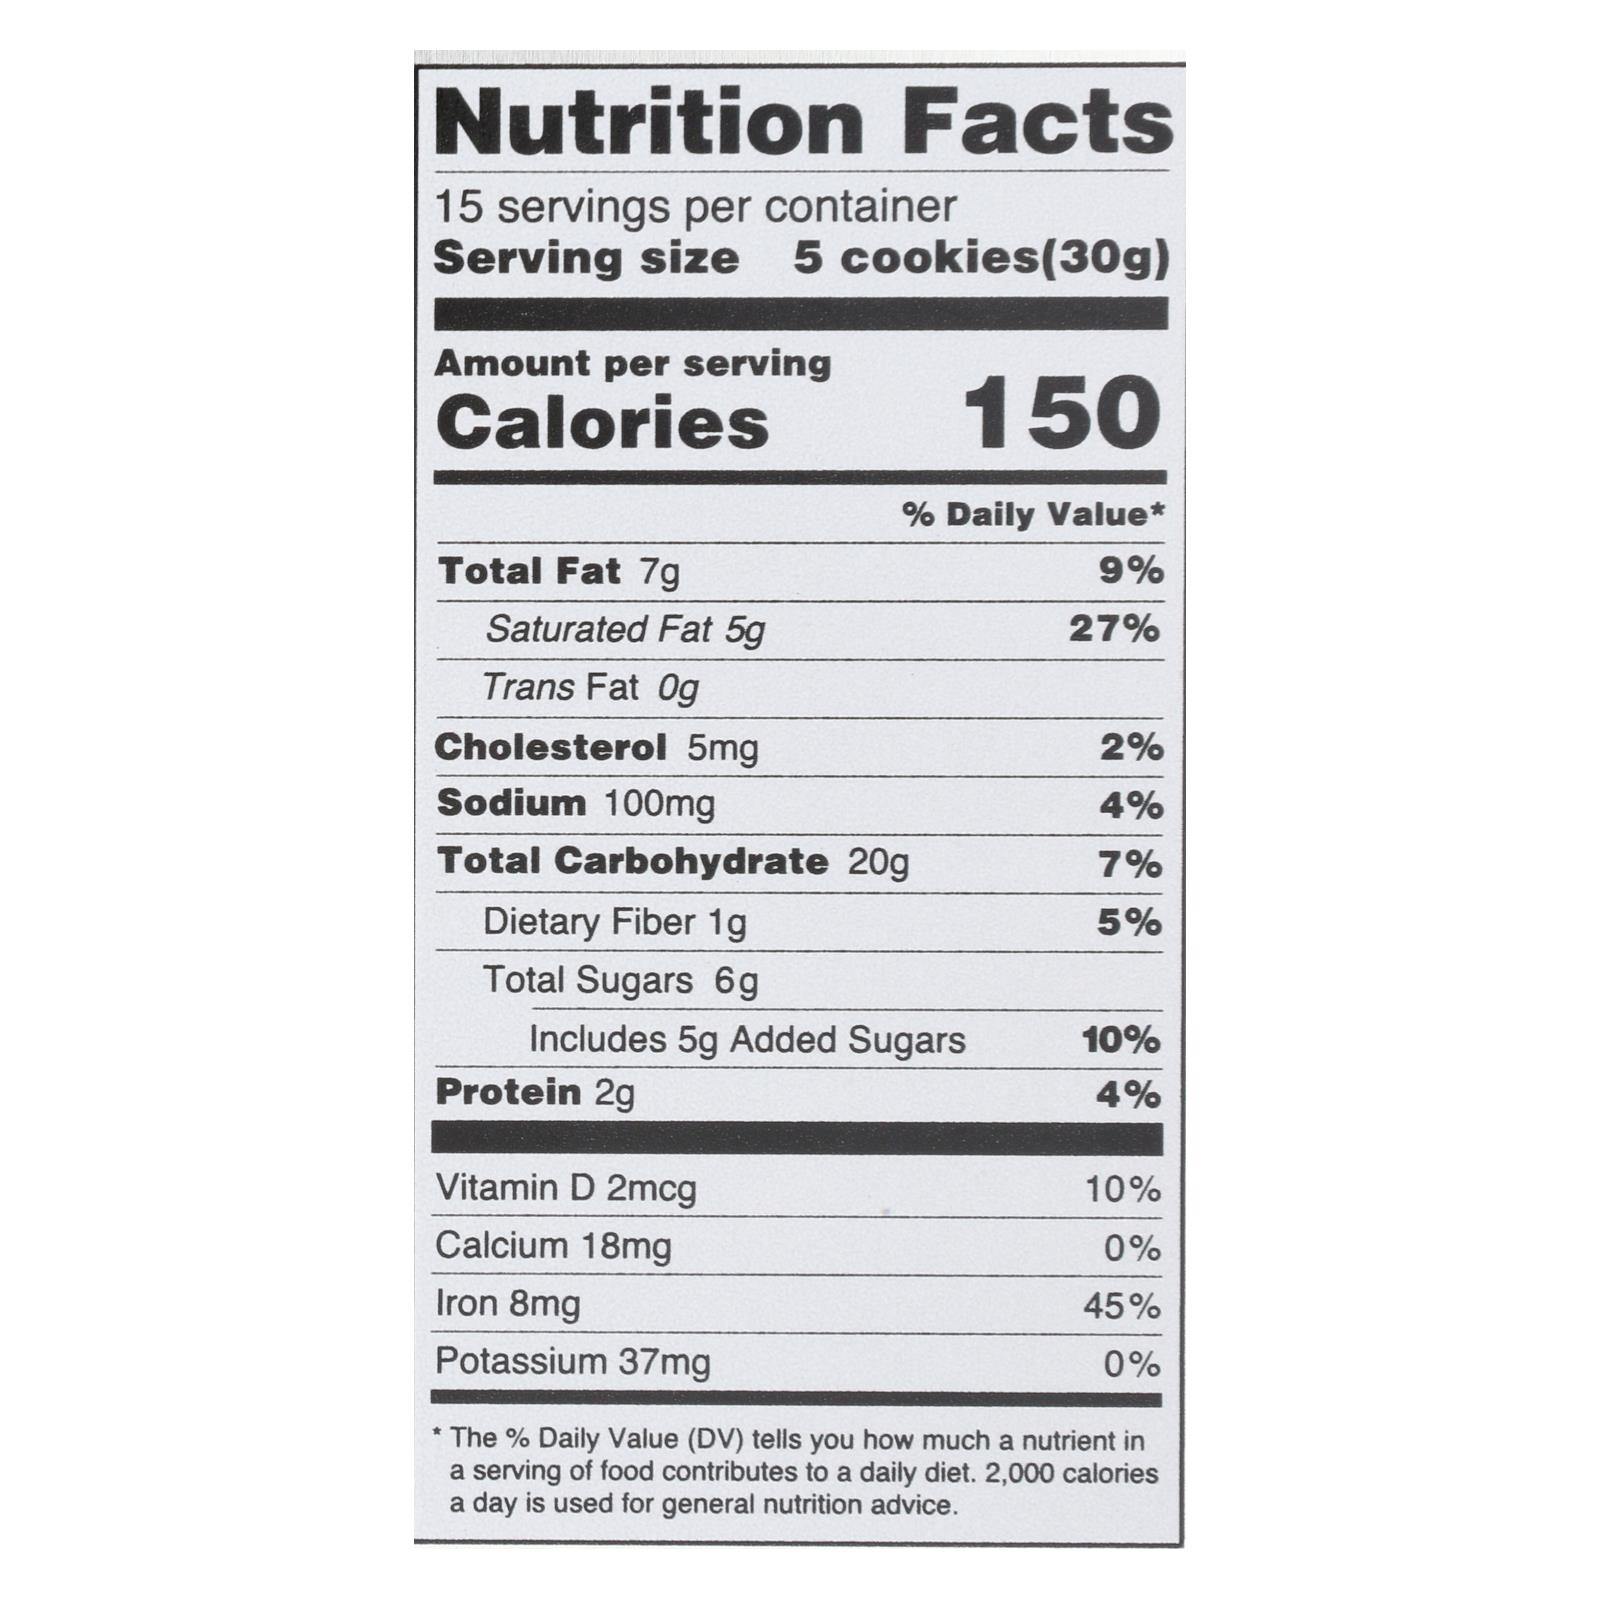 Nutrition Facts
15 servings per container
Serving size 5 cookies(30g)
Amount per serving
Calories 150
% Daily Value*
Total Fat 7g 9%
Saturated Fat 5g 27%
Trans Fat 0g
Cholesterol 5mg 2%
Sodium 100mg 4%
Total Carbohydrate 20g 7%
Dietary Fiber 1g 5%
Total Sugars 6g
Includes 5g Added Sugars 10%
Protein 2g 4%
Vitamin D 2mcg 10%
Calcium 18mg 0%
Iron 8mg 45%
Potassium 37mg 0%
* The % Daily Value (DV) tells you how much a nutrient in
a serving of food contributes to a daily diet. 2,000 calories
a day is used for general nutrition advice.